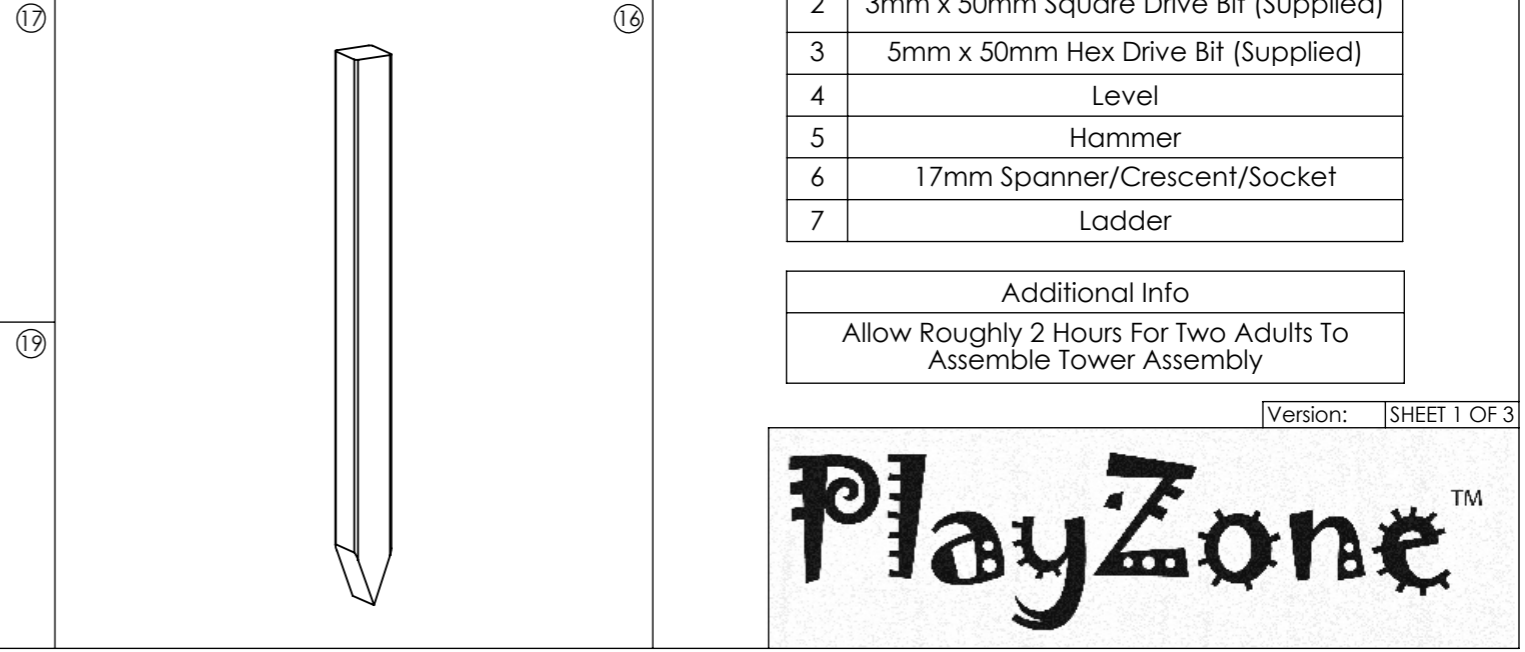 17
16
2 3mm x 50mm Square Drive Bit (Supplied)
3 5mm x 50mm Hex Drive Bit (Supplied)
4 Level
5 Hammer
6 17mm Spanner/Crescent/Socket
7 Ladder
Additional Info
Allow Roughly 2 Hours For Two Adults To
Assemble Tower Assembly
19
Version: SHEET 1 OF 3
PlayZone™